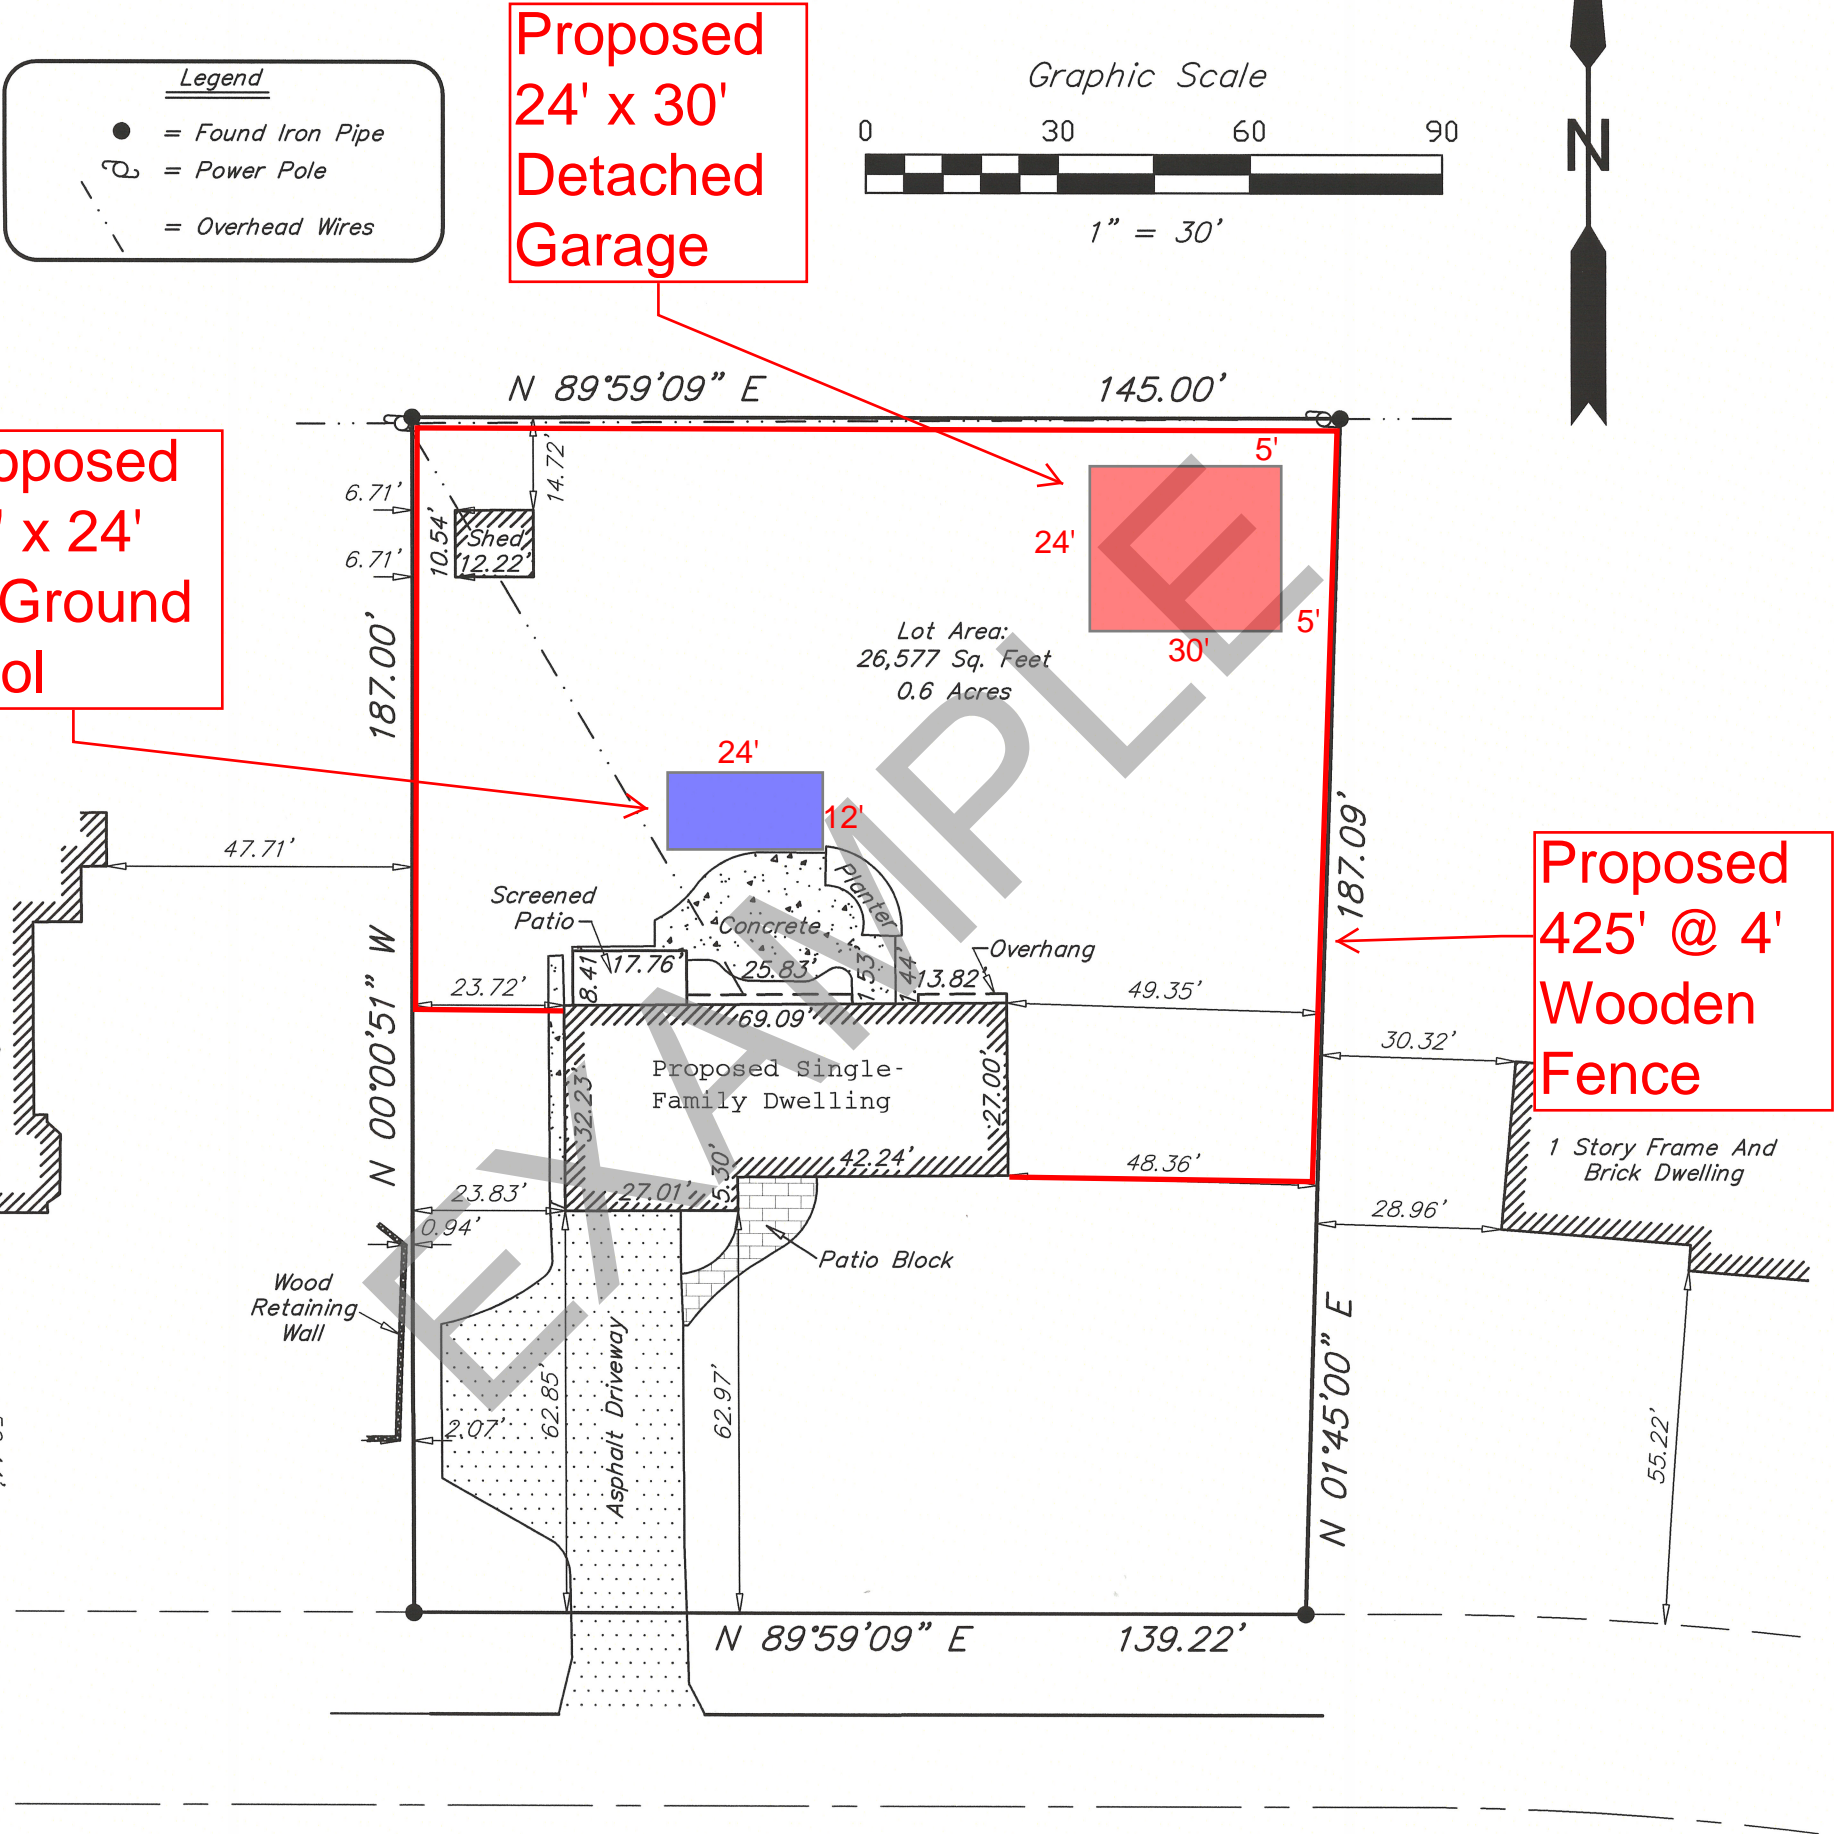 Legend
= Found Iron Pipe
= Power Pole
= Overhead Wires
Proposed
24' x 30'
Detached
Garage
Graphic Scale
0 30 60 90
1" = 30'
N
N 89°59'09" E 145.00'
oposed
' x 24'
Ground
ol
14.72'
6.71'
6.71'
10.54'
Shed
12.22'
5'
24'
5'
30'
Lot Area:
26,577 Sq. Feet
0.6 Acres
187.00'
N 00°00'51" W
24'
12'
47.71'
Screened
Patio
Planter
Concrete
Overhang
8.41'
17.76'
25.83'
1.53'
1.44'
13.82'
23.72'
49.35'
69.09'
187.09'
N 01°45'00" E
Proposed
425' @ 4'
Wooden
Fence
30.32'
Proposed Single-
Family Dwelling
32.23'
27.00'
5.30'
42.24'
27.01'
48.36'
23.83'
0.94'
1 Story Frame And
Brick Dwelling
28.96'
Patio Block
Wood
Retaining
Wall
2.07'
62.85'
Asphalt Driveway
62.97'
55.22'
N 89°59'09" E 139.22'
EXAMPLE